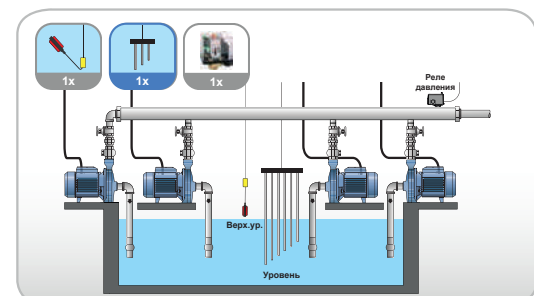 1x
1x
1x
Реле
давления
Верх.ур.
Уровень